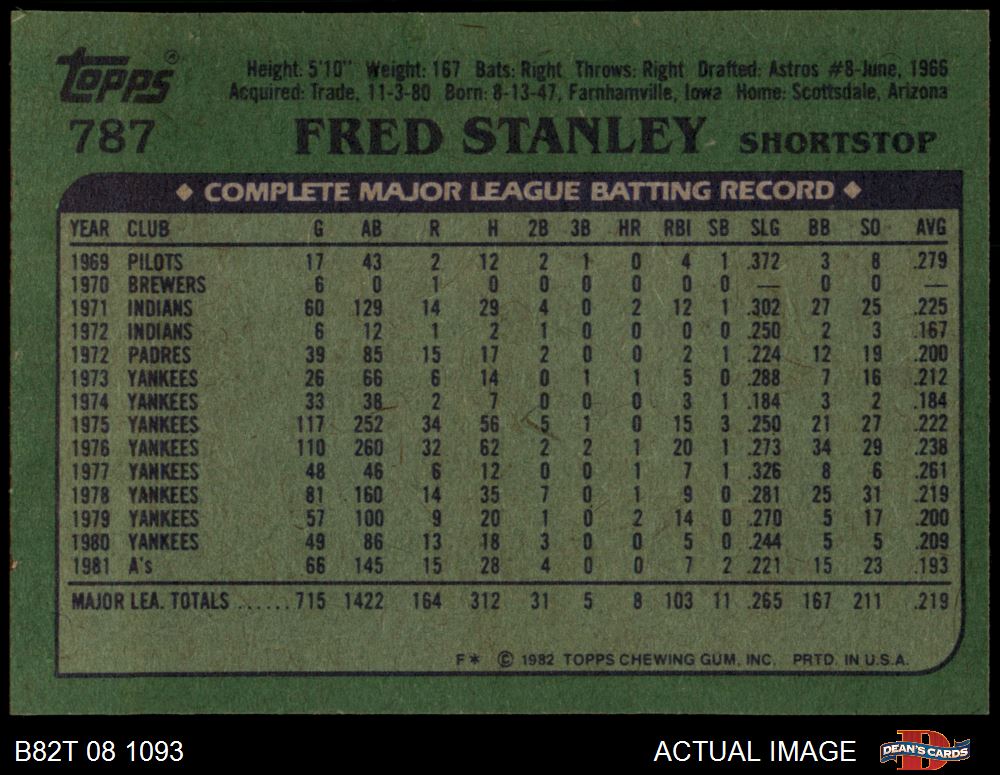 Topps®
Height: 5'10" Weight: 167 Bats: Right Throws: Right Drafted: Astros #8-June, 1966
Acquired: Trade, 11-3-80 Born: 8-13-47, Farnhamville, Iowa Home: Scottsdale, Arizona
787 FRED STANLEY SHORTSTOP
◆ COMPLETE MAJOR LEAGUE BATTING RECORD ◆
YEAR CLUB G AB R H 2B 3B HR RBI SB SLG BB SO AVG
1969 PILOTS 17 43 2 12 2 1 0 4 1 .372 3 8 .279
1970 BREWERS 6 0 1 0 0 0 0 0 0 — 0 0 —
1971 INDIANS 60 129 14 29 4 0 2 12 1 .302 27 25 .225
1972 INDIANS 6 12 1 2 1 0 0 0 0 .250 2 3 .167
1972 PADRES 39 85 15 17 2 0 0 2 1 .224 12 19 .200
1973 YANKEES 26 66 6 14 0 1 1 5 0 .288 7 16 .212
1974 YANKEES 33 38 2 7 0 0 0 3 1 .184 3 2 .184
1975 YANKEES 117 252 34 56 5 1 0 15 3 .250 21 27 .222
1976 YANKEES 110 260 32 62 2 2 1 20 1 .273 34 29 .238
1977 YANKEES 48 46 6 12 0 0 1 7 1 .326 8 6 .261
1978 YANKEES 81 160 14 35 7 0 1 9 0 .281 25 31 .219
1979 YANKEES 57 100 9 20 1 0 2 14 0 .270 5 17 .200
1980 YANKEES 49 86 13 18 3 0 0 5 0 .244 5 5 .209
1981 A's 66 145 15 28 4 0 0 7 2 .221 15 23 .193
MAJOR LEA. TOTALS ......715 1422 164 312 31 5 8 103 11 .265 167 211 .219
F* © 1982 TOPPS CHEWING GUM, INC. PRTD. IN U.S.A.
B82T 08 1093 ACTUAL IMAGE D DEAN'S CARDS